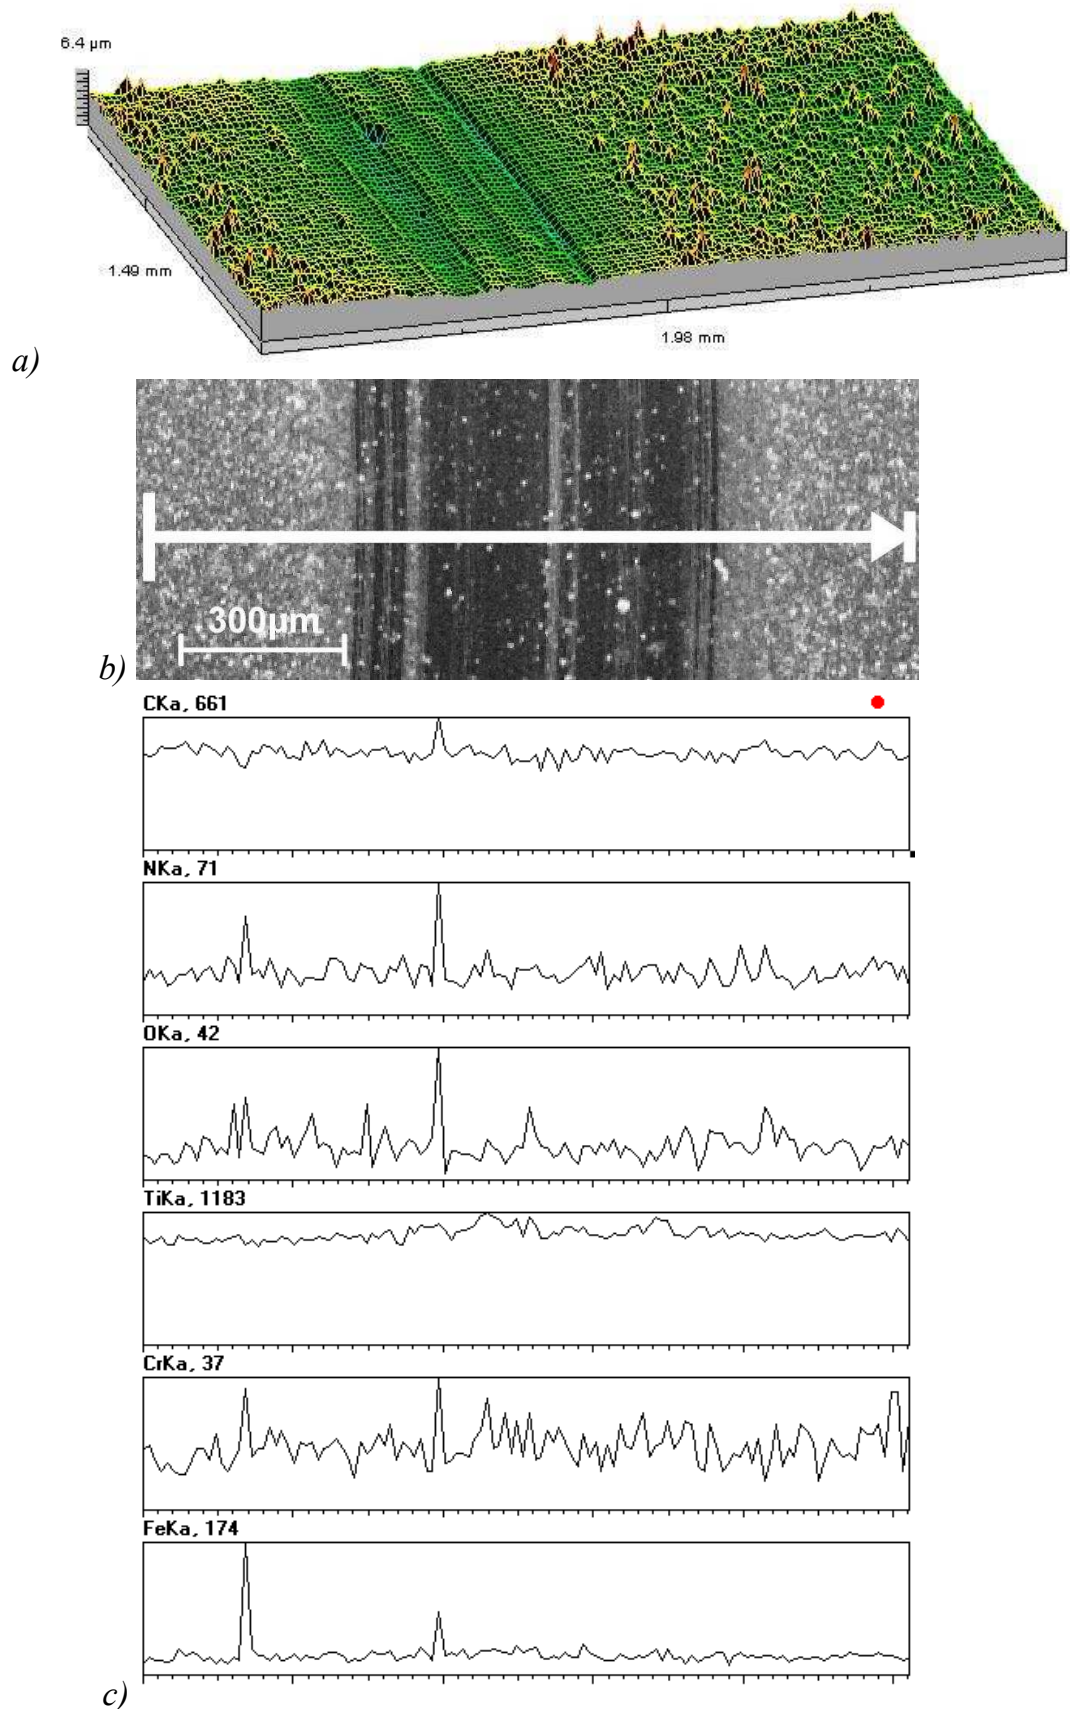 6.4 µm
1.49 mm
1.98 mm
a)
300µm
b)
CKa, 661
NKa, 71
OKa, 42
TiKa, 1183
CrKa, 37
FeKa, 174
c)